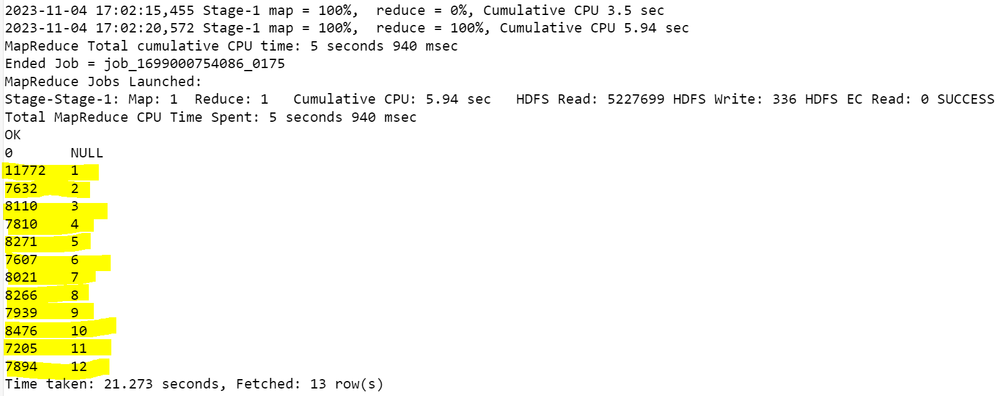 2023-11-04 17:02:15,455 Stage-1 map = 100%,  reduce = 0%, Cumulative CPU 3.5 sec
2023-11-04 17:02:20,572 Stage-1 map = 100%,  reduce = 100%, Cumulative CPU 5.94 sec
MapReduce Total cumulative CPU time: 5 seconds 940 msec
Ended Job = job_1699000754086_0175
MapReduce Jobs Launched:
Stage-Stage-1: Map: 1  Reduce: 1   Cumulative CPU: 5.94 sec   HDFS Read: 5227699 HDFS Write: 336 HDFS EC Read: 0 SUCCESS
Total MapReduce CPU Time Spent: 5 seconds 940 msec
OK
0       NULL
11772   1
7632    2
8110    3
7810    4
8271    5
7607    6
8021    7
8266    8
7939    9
8476    10
7205    11
7894    12
Time taken: 21.273 seconds, Fetched: 13 row(s)